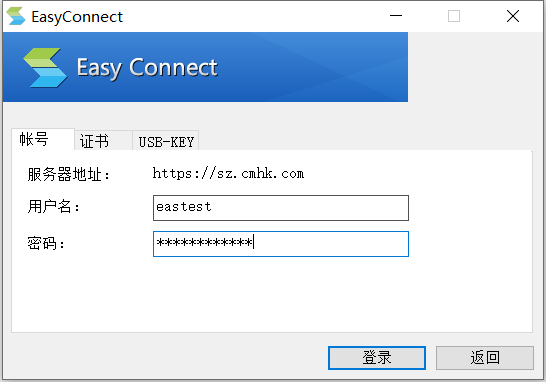 EasyConnect
Easy Connect
帐号 证书 USB-KEY
服务器地址： https://sz.cmhk.com
用户名： eastest
密码： ************
登录 返回